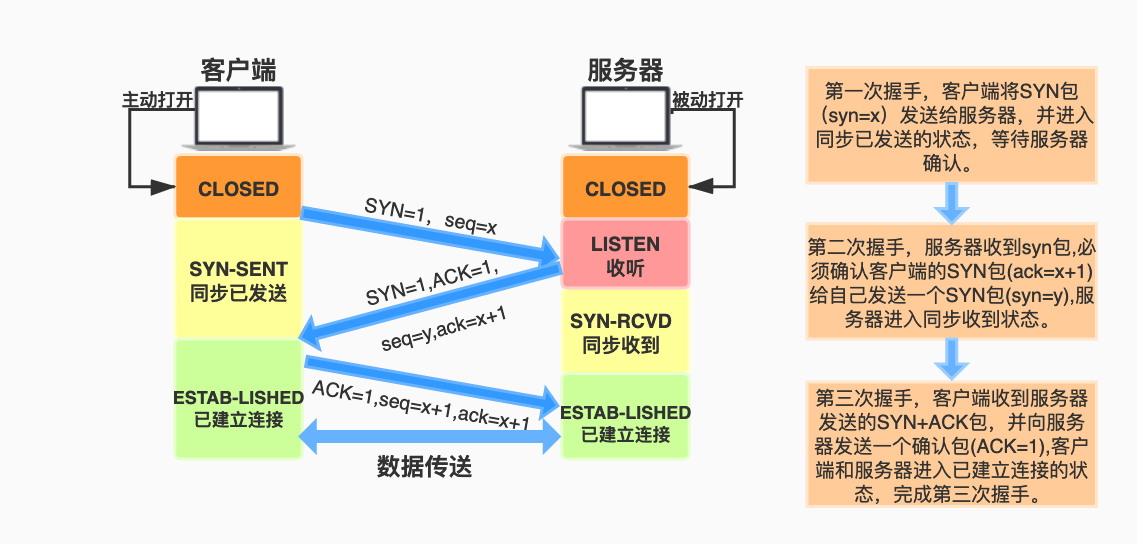 客户端
服务器
主动打开
被动打开
CLOSED
CLOSED
SYN=1，seq=x
LISTEN
收听
SYN-SENT
同步已发送
SYN=1,ACK=1,
seq=y,ack=x+1
SYN-RCVD
同步收到
ESTAB-LISHED
已建立连接
ACK=1,seq=x+1,ack=x+1
ESTAB-LISHED
已建立连接
数据传送
第一次握手，客户端将SYN包
（syn=x）发送给服务器，并进入
同步已发送的状态，等待服务器
确认。
第二次握手，服务器收到syn包,必
须确认客户端的SYN包(ack=x+1)
给自己发送一个SYN包(syn=y),服
务器进入同步收到状态。
第三次握手，客户端收到服务器
发送的SYN+ACK包，并向服务
器发送一个确认包(ACK=1),客户
端和服务器进入已建立连接的状
态，完成第三次握手。